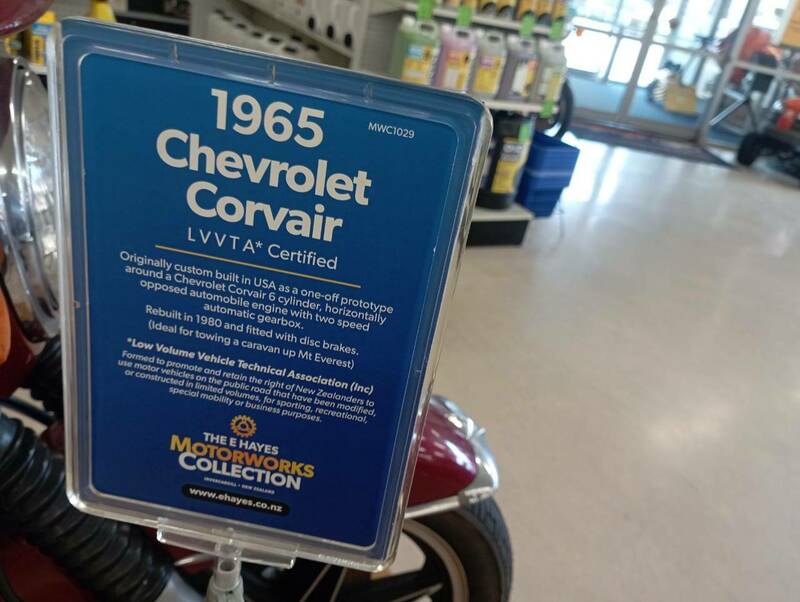 1965
MWC1029
Chevrolet
Corvair
LVVTA* Certified
Originally custom built in USA as a one-off prototype
around a Chevrolet Corvair 6 cylinder, horizontally
opposed automobile engine with two speed
automatic gearbox.
Rebuilt in 1980 and fitted with disc brakes.
(Ideal for towing a caravan up Mt Everest)
*Low Volume Vehicle Technical Association (Inc)
Formed to promote and retain the right of New Zealanders to
use motor vehicles on the public road that have been modified,
or constructed in limited volumes, for sporting, recreational,
special mobility or business purposes.
THE E HAYES
MOTORWORKS
COLLECTION
INVERCARGILL • NEW ZEALAND
www.ehayes.co.nz